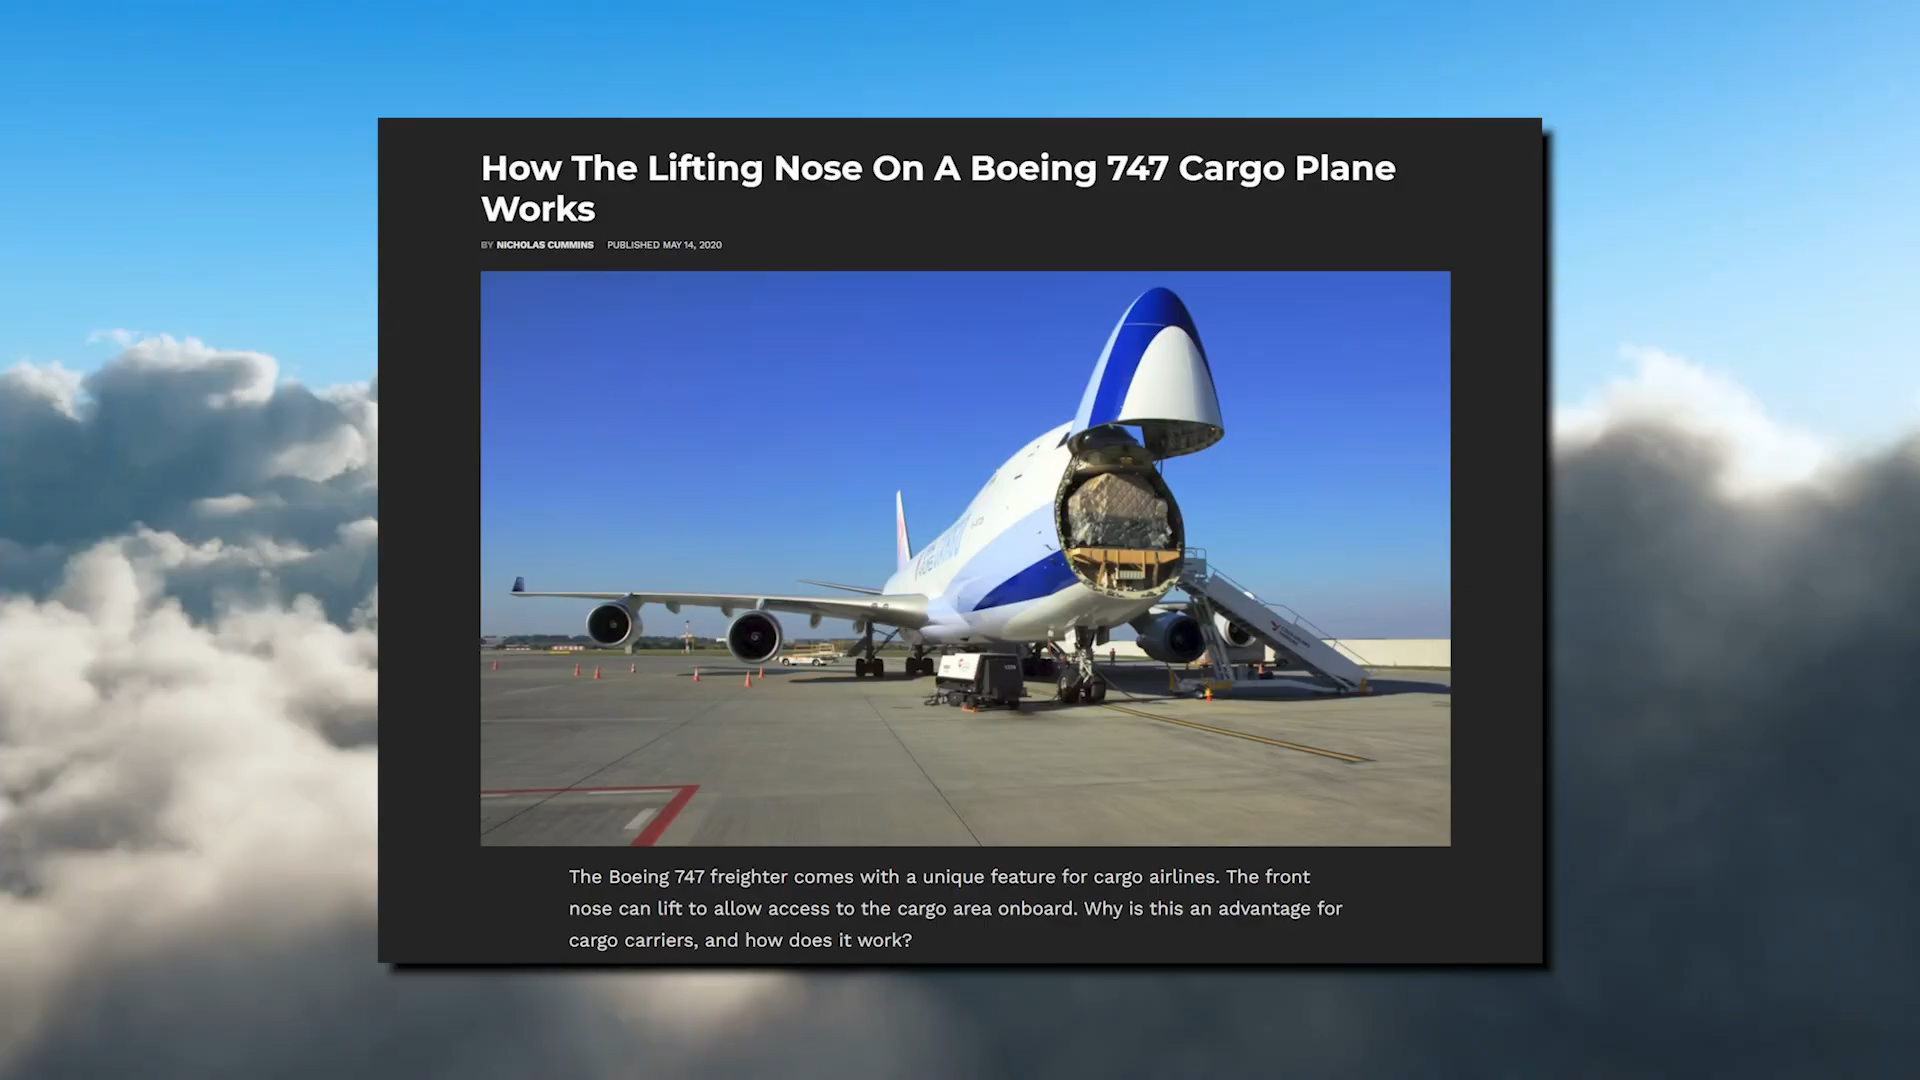 How The Lifting Nose On A Boeing 747 Cargo Plane
Works
BY NICHOLAS CUMMINS PUBLISHED MAY 14, 2020
The Boeing 747 freighter comes with a unique feature for cargo airlines. The front
nose can lift to allow access to the cargo area onboard. Why is this an advantage for
cargo carriers, and how does it work?